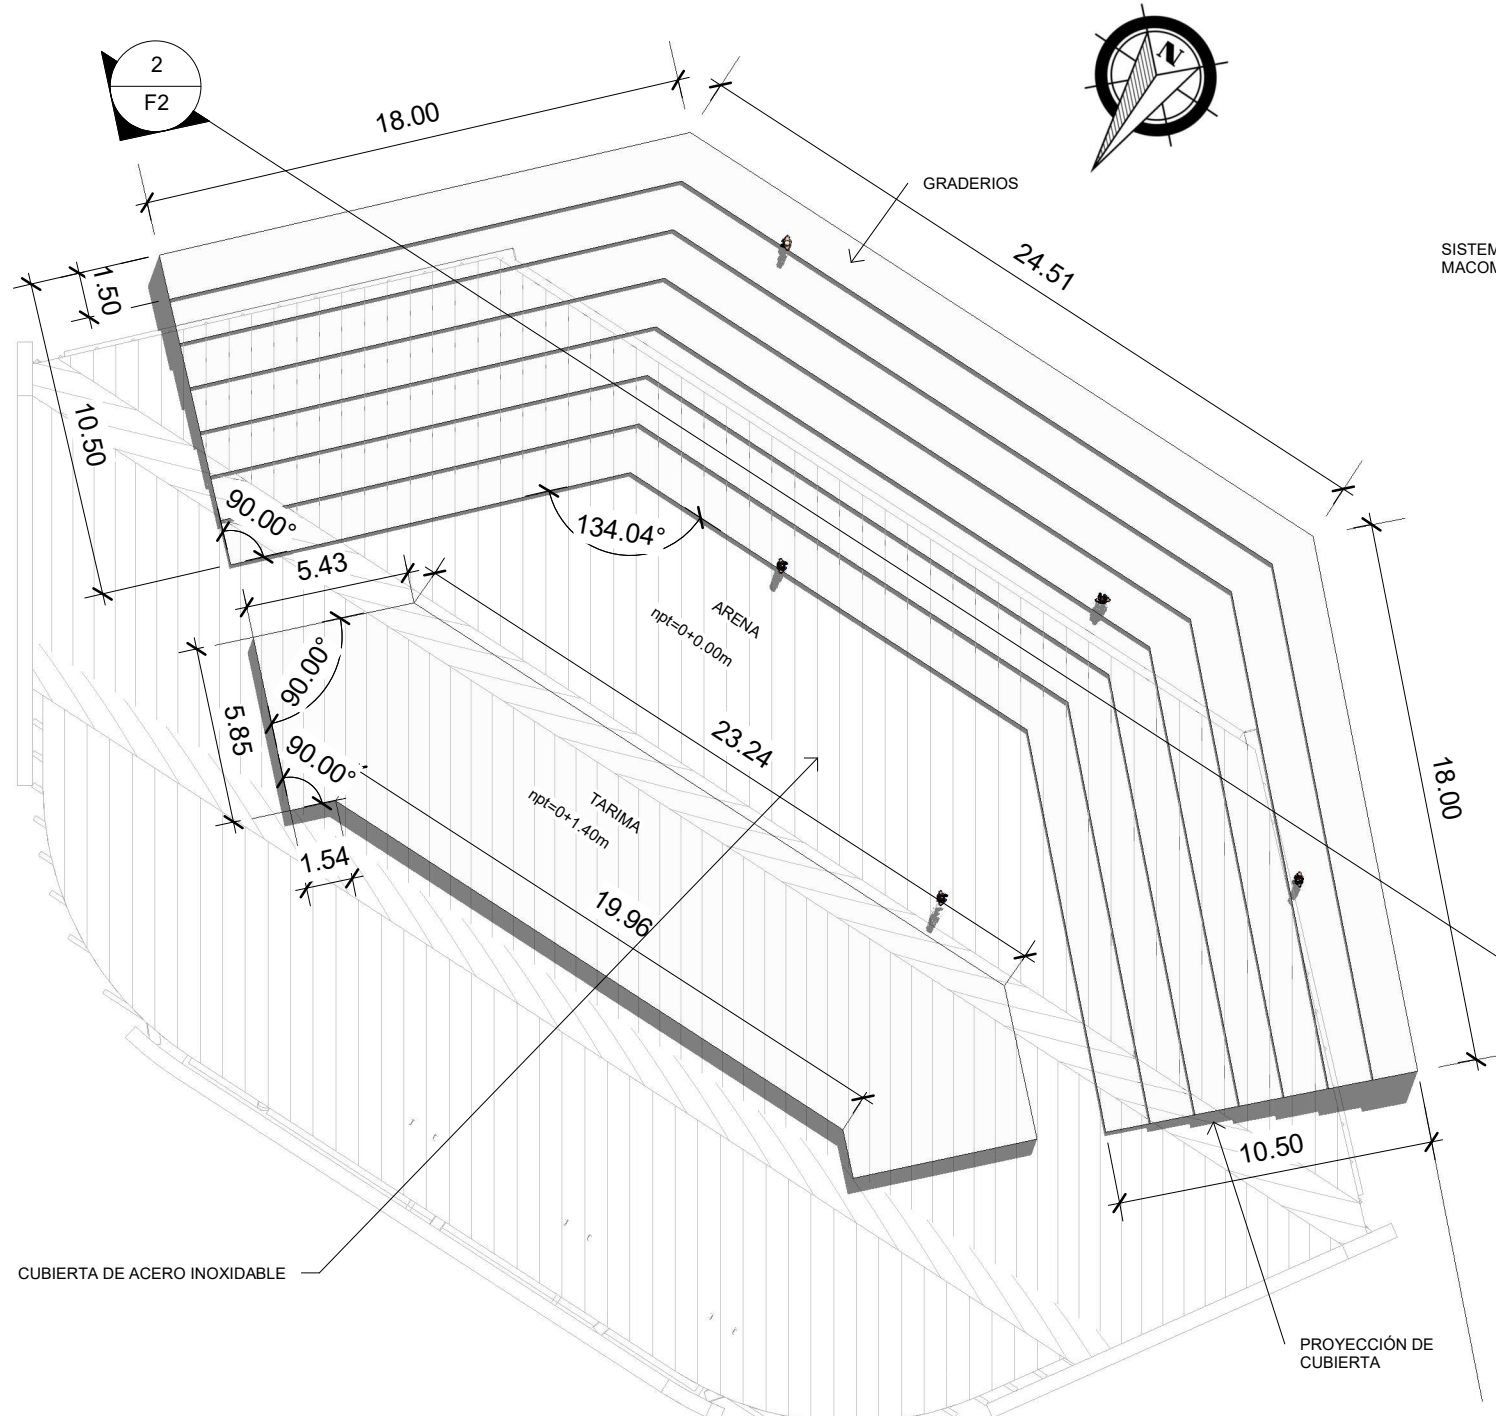 2
F2
18.00
N
GRADERIOS
24.51
SISTEM
MACOM
1.50
10.50
90.00°
134.04°
5.43
ARENA
npt=0+0.00m
90.00°
5.85
23.24
90.00°
TARIMA
npt=0+1.40m
18.00
1.54
19.96
10.50
CUBIERTA DE ACERO INOXIDABLE
PROYECCIÓN DE
CUBIERTA